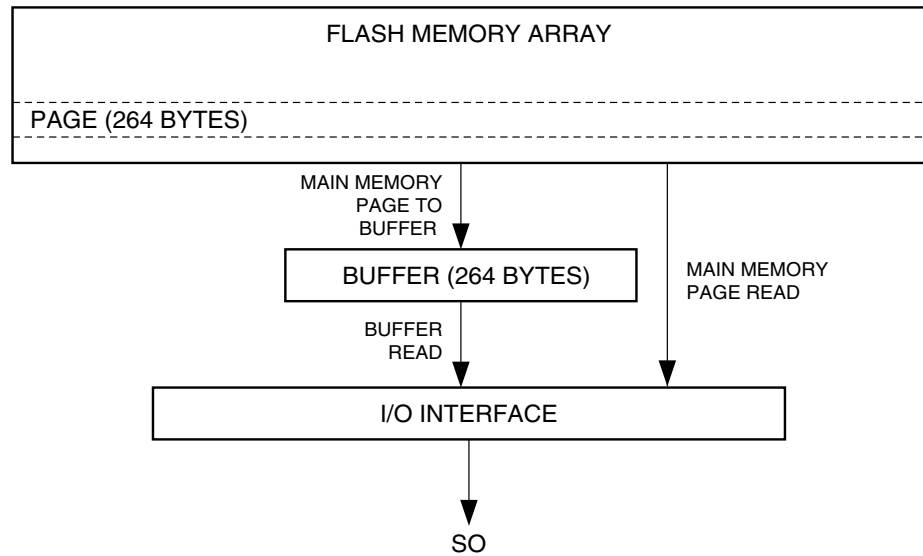 FLASH MEMORY ARRAY
PAGE (264 BYTES)
MAIN MEMORY
PAGE TO
BUFFER
BUFFER (264 BYTES)
MAIN MEMORY
PAGE READ
BUFFER
READ
I/O INTERFACE
SO